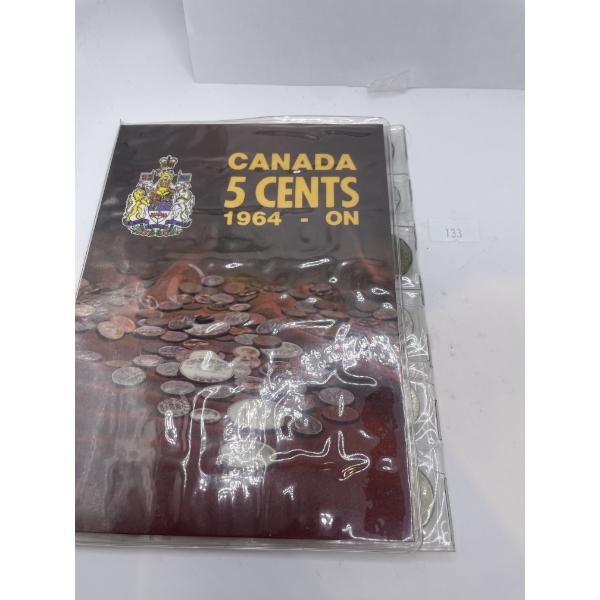 CANADA
5 CENTS
1964 - ON
133